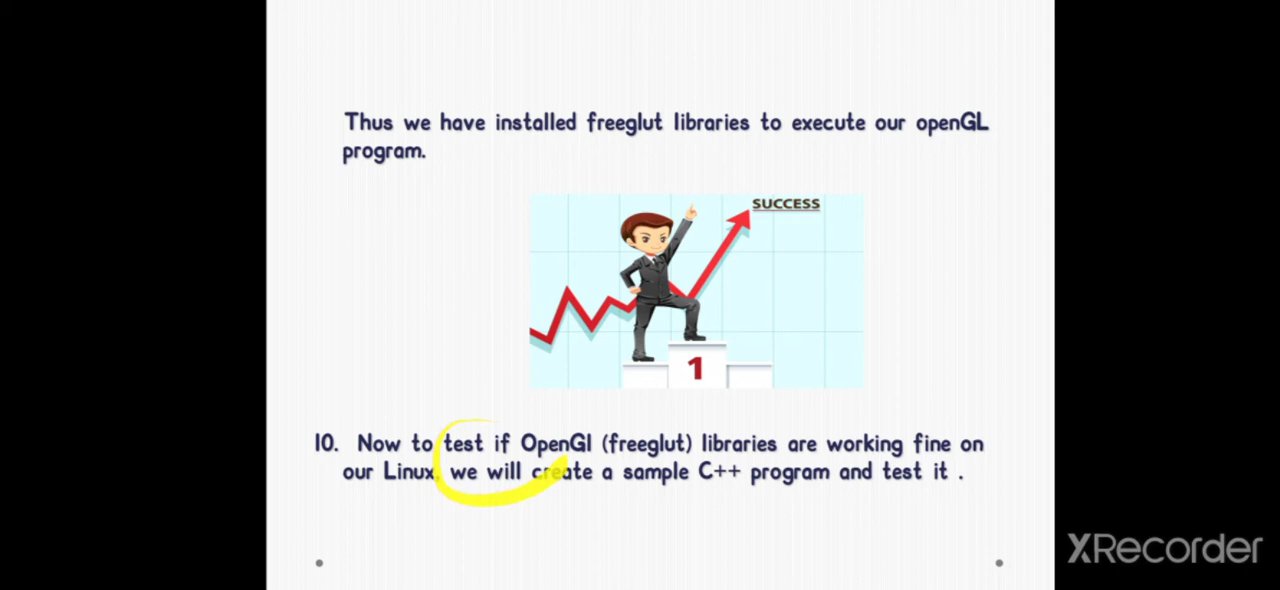 Thus we have installed freeglut libraries to execute our openGL
program.
SUCCESS
1
10. Now to test if OpenGl (freeglut) libraries are working fine on
our Linux, we will create a sample C++ program and test it .
XRecorder